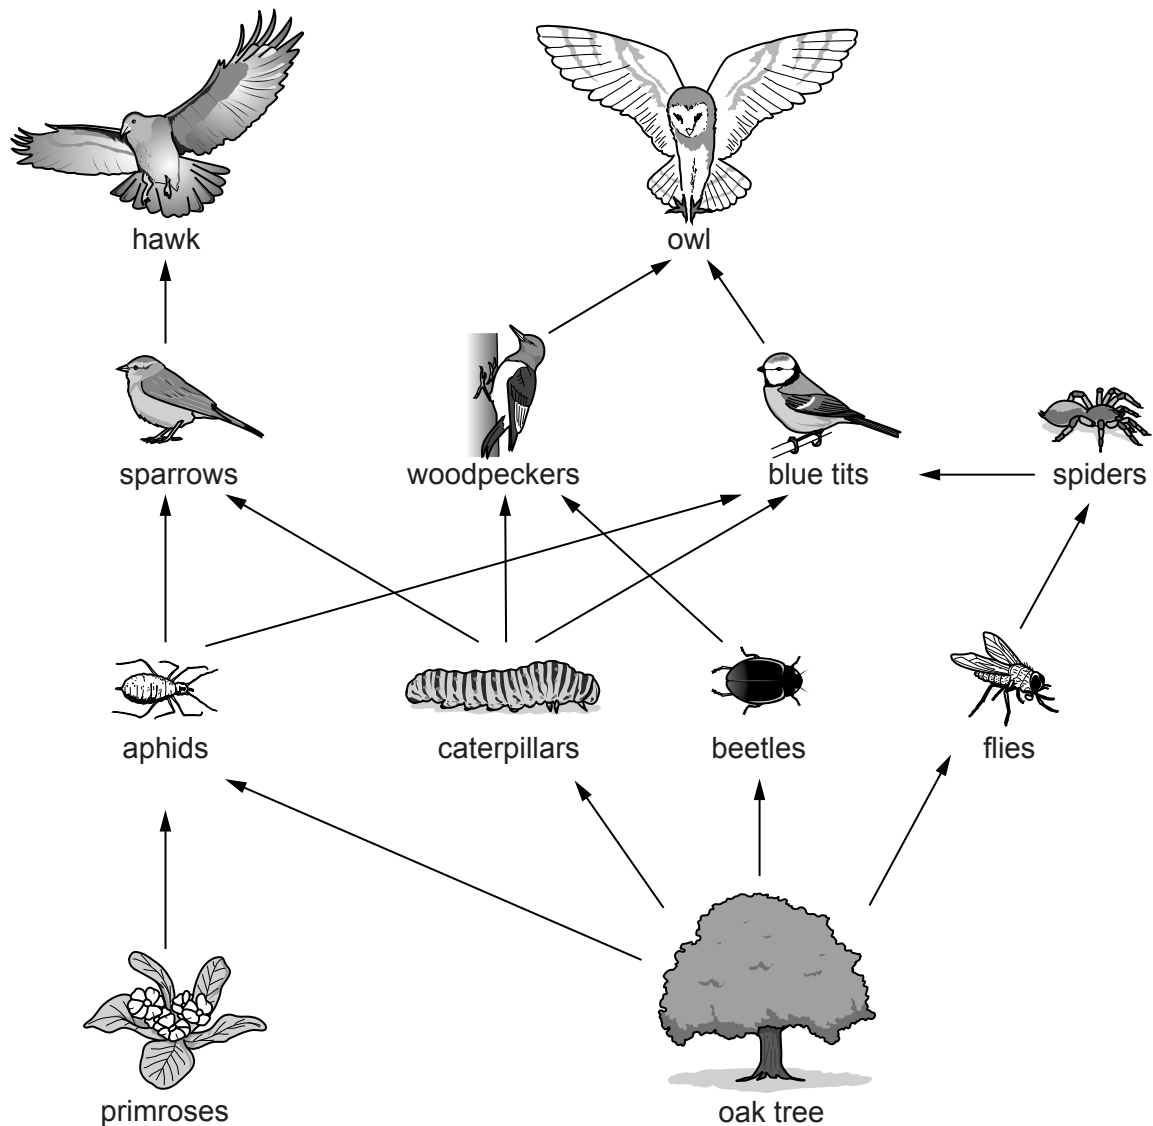 hawk
owl
sparrows
woodpeckers
blue tits
spiders
aphids
caterpillars
beetles
flies
primroses
oak tree